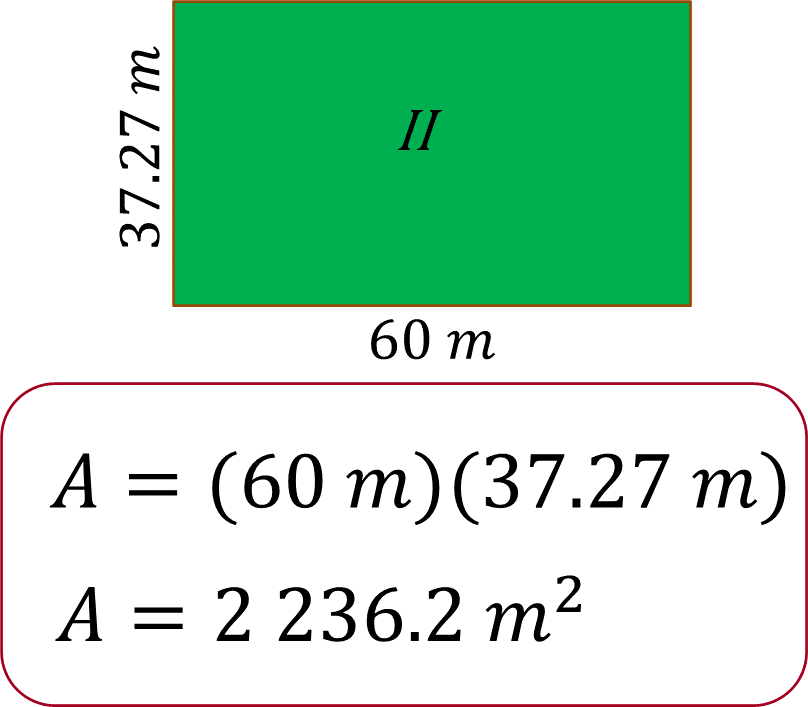 37.27 m
II
60 m
A = (60 m)(37.27 m)
A = 2 236.2 m²